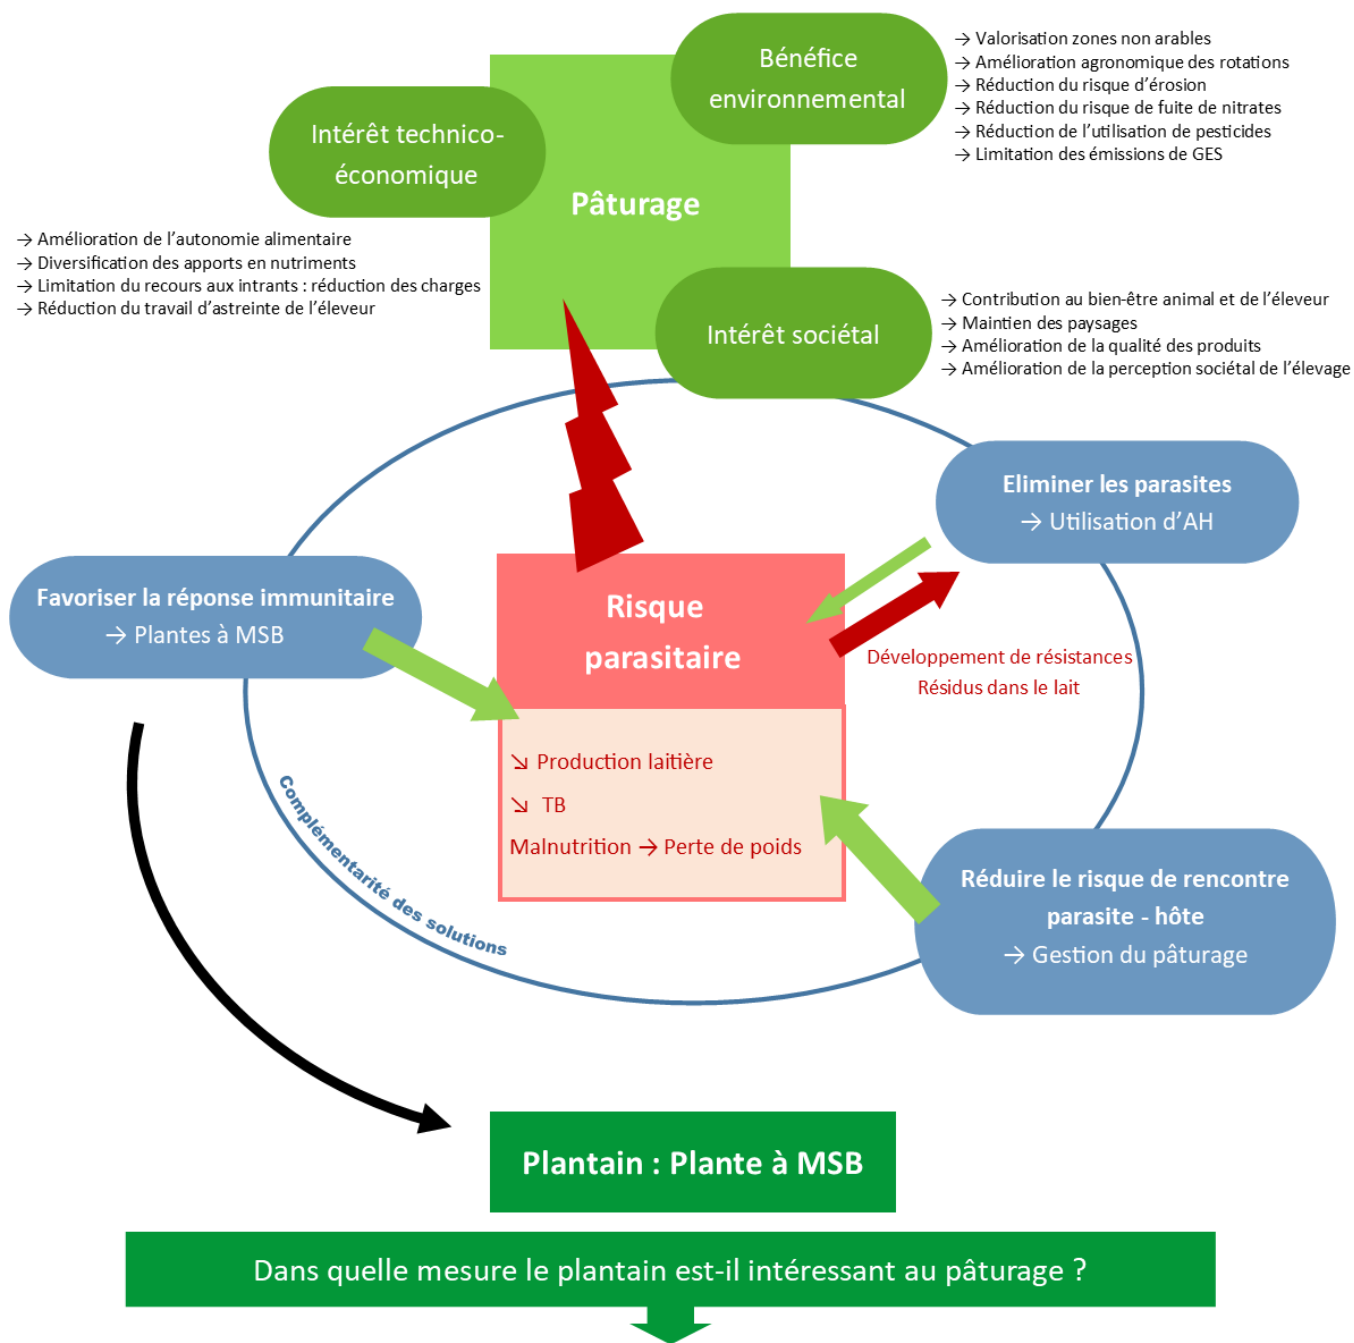 Bénéfice
environnemental
→ Valorisation zones non arables
→ Amélioration agronomique des rotations
→ Réduction du risque d'érosion
→ Réduction du risque de fuite de nitrates
→ Réduction de l'utilisation de pesticides
→ Limitation des émissions de GES
Intérêt technico-
économique
Pâturage
→ Amélioration de l'autonomie alimentaire
→ Diversification des apports en nutriments
→ Limitation du recours aux intrants : réduction des charges
→ Réduction du travail d'astreinte de l'éleveur
Intérêt sociétal
→ Contribution au bien-être animal et de l'éleveur
→ Maintien des paysages
→ Amélioration de la qualité des produits
→ Amélioration de la perception sociétal de l'élevage
Eliminer les parasites
→ Utilisation d'AH
Favoriser la réponse immunitaire
→ Plantes à MSB
Risque
parasitaire
Développement de résistances
Résidus dans le lait
↘ Production laitière
↘ TB
Malnutrition → Perte de poids
Complémentarité des solutions
Réduire le risque de rencontre
parasite - hôte
→ Gestion du pâturage
Plantain : Plante à MSB
Dans quelle mesure le plantain est-il intéressant au pâturage ?